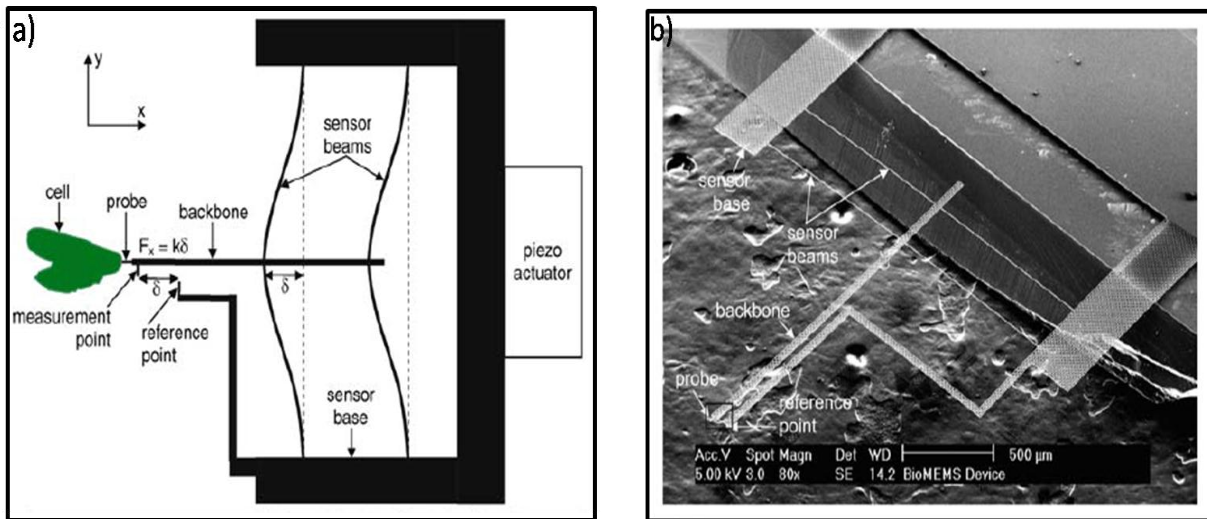 a)
y
x
sensor
beams
cell
probe
backbone
Fx = kδ
δ
δ
piezo
actuator
measurement
point
reference
point
sensor
base
b)
sensor
base
sensor
beams
backbone
probe
reference
point
Acc.V Spot Magn Det WD 500 µm
5.00 kV 3.0 80x SE 14.2 BioMEMS Device